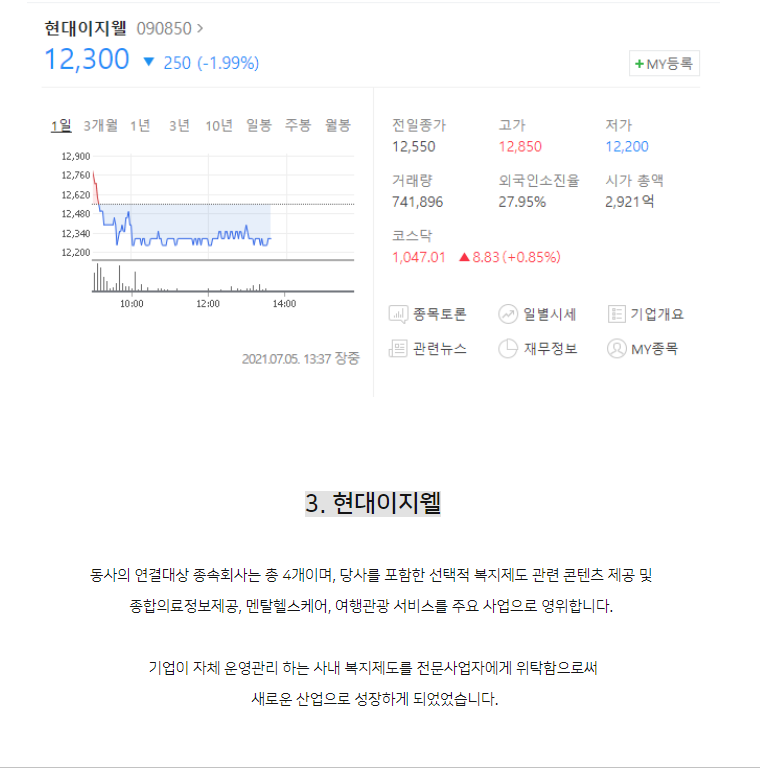 현대이지웰 090850 >
12,300 ▼ 250 (-1.99%)
+MY등록
1일 3개월 1년 3년 10년 일봉 주봉 월봉
12,900
12,760
12,620
12,480
12,340
12,200
10:00 12:00 14:00
2021.07.05. 13:37 장중
전일종가 고가 저가
12,550 12,850 12,200
거래량 외국인소진율 시가 총액
741,896 27.95% 2,921억
코스닥
1,047.01 ▲8.83 (+0.85%)
종목토론 일별시세 기업개요
관련뉴스 재무정보 MY종목
3. 현대이지웰
동사의 연결대상 종속회사는 총 4개이며, 당사를 포함한 선택적 복지제도 관련 콘텐츠 제공 및
종합의료정보제공, 멘탈헬스케어, 여행관광 서비스를 주요 사업으로 영위합니다.
기업이 자체 운영관리 하는 사내 복지제도를 전문사업자에게 위탁함으로써
새로운 산업으로 성장하게 되었었습니다.